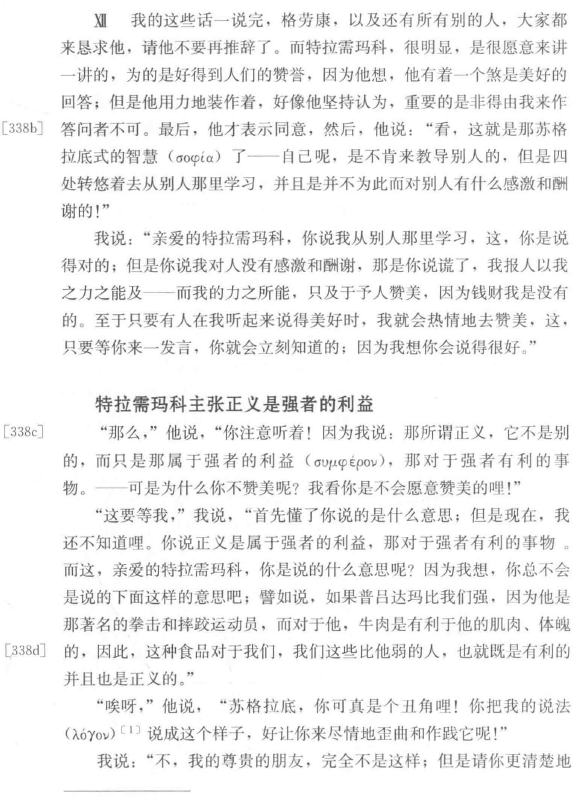 XII 我的这些话一说完，格劳康，以及还有所有别的人，大家都
来恳求他，请他不要再推辞了。而特拉需玛科，很明显，是很愿意来讲
一讲的，为的是好得到人们的赞誉，因为他想，他有着一个煞是美好的
回答；但是他用力地装作着，好像他坚持认为，重要的是非得由我来作
[338b] 答问者不可。最后，他才表示同意，然后，他说：“看，这就是那苏格
拉底式的智慧（σοφία）了——自己呢，是不肯来教导别人的，但是四
处转悠着去从别人那里学习，并且是并不为此而对别人有什么感激和酬
谢的！”
我说：“亲爱的特拉需玛科，你说我从别人那里学习，这，你是说
得对的；但是你说我对人没有感激和酬谢，那是你说谎了，我报人以我
之力之能及——而我的力之所能，只及于予人赞美，因为钱财我是没有
的。至于只要有人在我听起来说得美好时，我就会热情地去赞美，这，
只要等你来一发言，你就会立刻知道的；因为我想你会说得很好。”
特拉需玛科主张正义是强者的利益
[338c] “那么，”他说，“你注意听着！因为我说：那所谓正义，它不是别
的，而只是那属于强者的利益（συμφέρον），那对于强者有利的事
物。——可是为什么你不赞美呢？我看你是不会愿意赞美的哩！”
“这要等我，”我说，“首先懂了你说的是什么意思；但是现在，我
还不知道哩。你说正义是属于强者的利益，那对于强者有利的事物 。
而这，亲爱的特拉需玛科，你是说的什么意思呢？因为我想，你总不会
是说的下面这样的意思吧；譬如说，如果普吕达玛比我们强，因为他是
那著名的拳击和摔跤运动员，而对于他，牛肉是有利于他的肌肉、体魄
[338d] 的，因此，这种食品对于我们，我们这些比他弱的人，也就既是有利的
并且也是正义的。”
“唉呀，”他说，“苏格拉底，你可真是个丑角哩！你把我的说法
（λόγον）[1]说成这个样子，好让你来尽情地歪曲和作践它呢！”
我说：“不，我的尊贵的朋友，完全不是这样；但是请你更清楚地